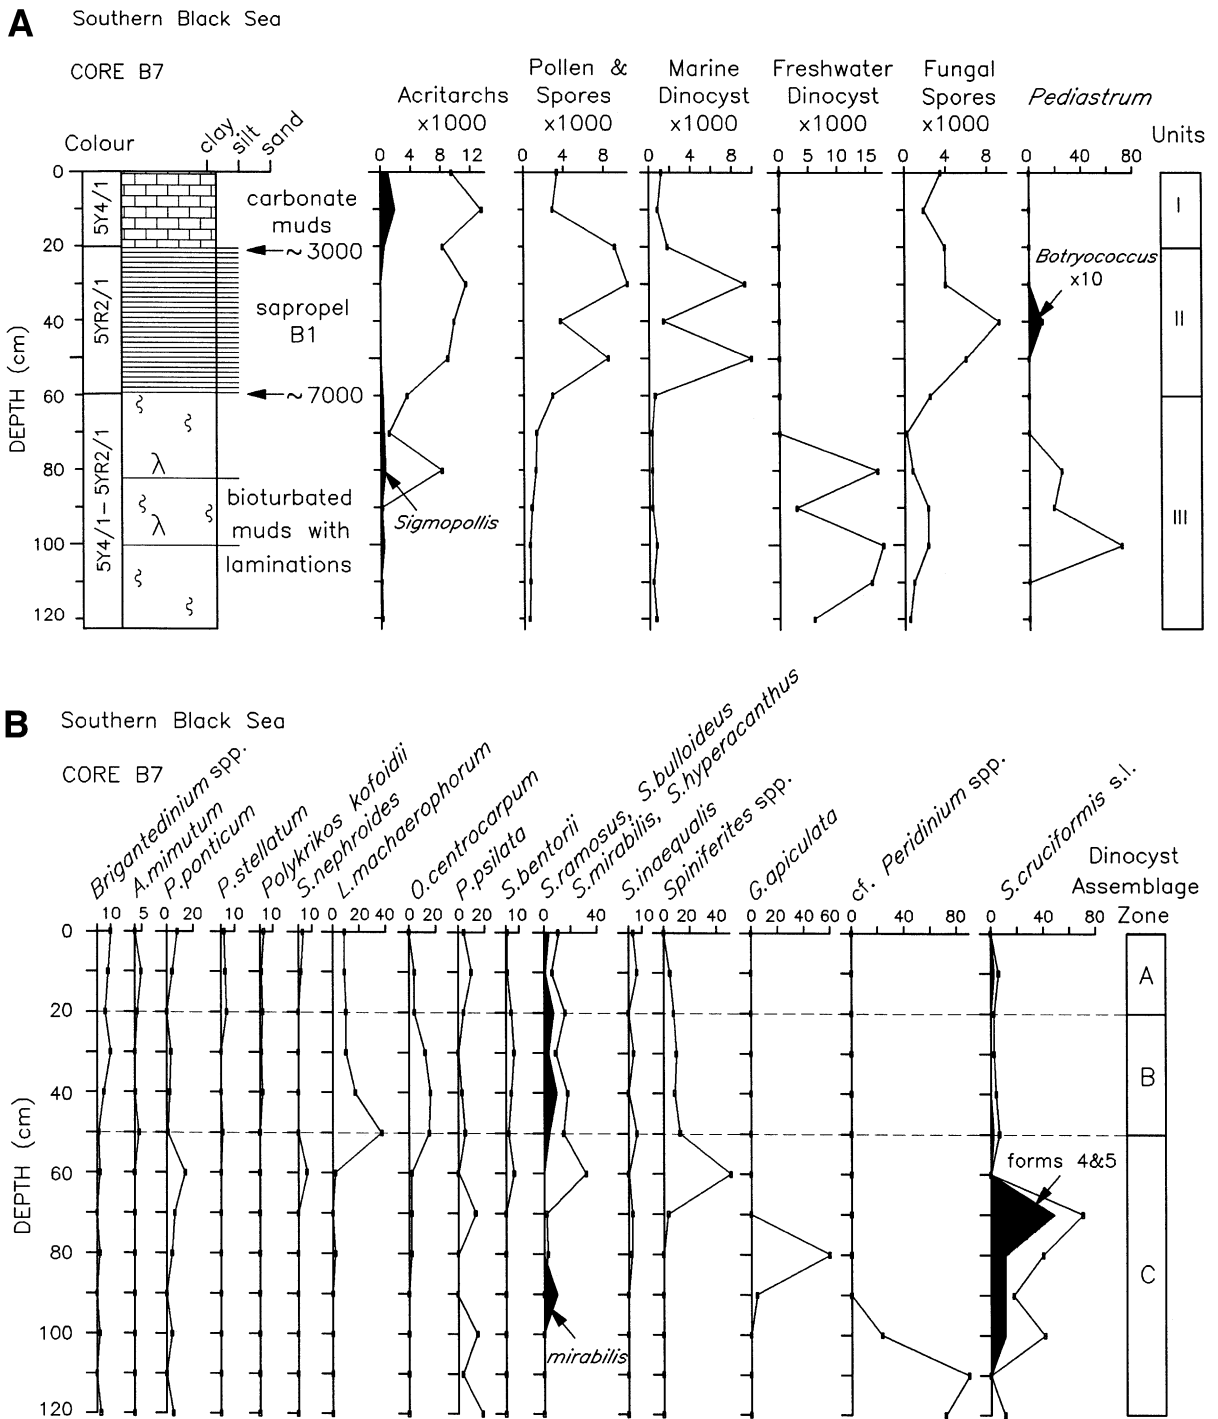 A
Southern Black Sea
CORE B7
Colour
clay
silt
sand
Acritarchs
x1000
Pollen &
Spores
x1000
Marine
Dinocyst
x1000
Freshwater
Dinocyst
x1000
Fungal
Spores
x1000
Pediastrum
Units
0 4 8 12
0 4 8
0 4 8
0 5 10 15
0 4 8
0 40 80
DEPTH (cm)
0
20
40
60
80
100
120
5Y4/1
5YR2/1
5Y4/1– 5YR2/1
carbonate
muds
~3000
sapropel
B1
~7000
bioturbated
muds with
laminations
Sigmopollis
Botryococcus
x10
I
II
III
B
Southern Black Sea
CORE B7
Brigantedinium spp.
A.mimutum
P.ponticum
P.stellatum
Polykrikos kofoidii
S.nephroides
L.machaerophorum
O.centrocarpum
P.psilata
S.bentorii
S.ramosus, S.bulloideus
S.mirabilis, S.hyperacanthus
S.inaequalis
Spiniferites spp.
G.apiculata
cf. Peridinium spp.
S.cruciformis s.l.
Dinocyst
Assemblage
Zone
10
5
0 20
10
10
10
0 20 40
0 20
0 20
10
0 40
10
0 20 40
0 20 40 60
0 40 80
0 40 80
DEPTH (cm)
0
20
40
60
80
100
120
forms 4&5
mirabilis
A
B
C